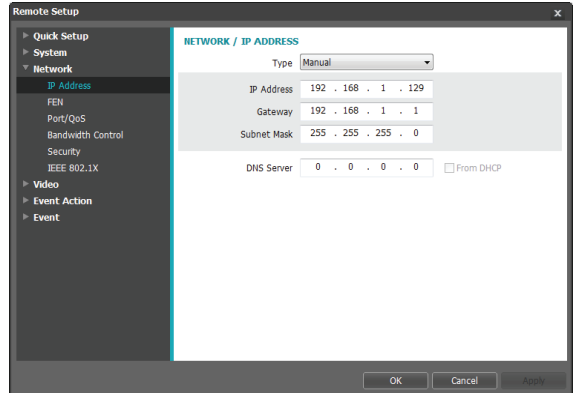 Remote Setup
x
Quick Setup
System
Network
IP Address
FEN
Port/QoS
Bandwidth Control
Security
IEEE 802.1X
Video
Event Action
Event
NETWORK / IP ADDRESS
Type Manual
IP Address 192 . 168 . 1 . 129
Gateway 192 . 168 . 1 . 1
Subnet Mask 255 . 255 . 255 . 0
DNS Server 0 . 0 . 0 . 0 From DHCP
OK Cancel Apply